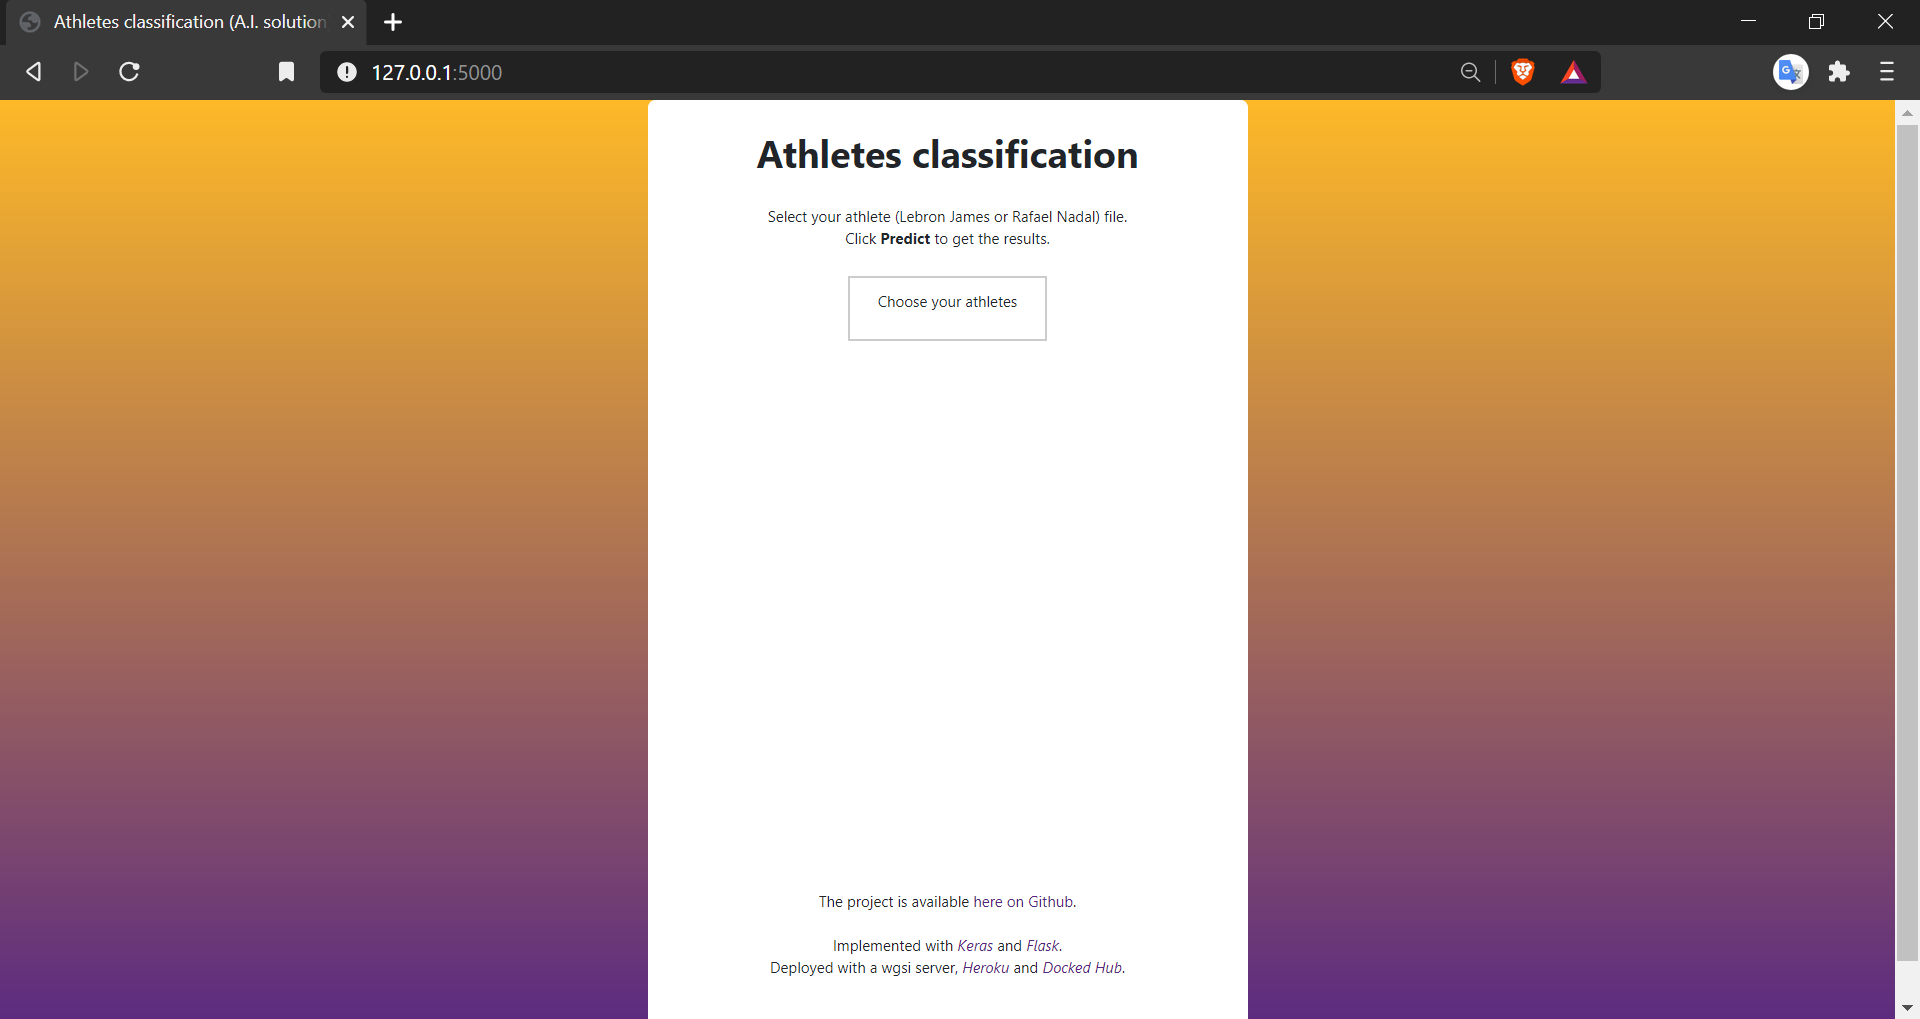 Athletes classification (A.I. solution
127.0.0.1:5000
Athletes classification
Select your athlete (Lebron James or Rafael Nadal) file.
Click Predict to get the results.
Choose your athletes
The project is available here on Github.
Implemented with Keras and Flask.
Deployed with a wgsi server, Heroku and Docked Hub.